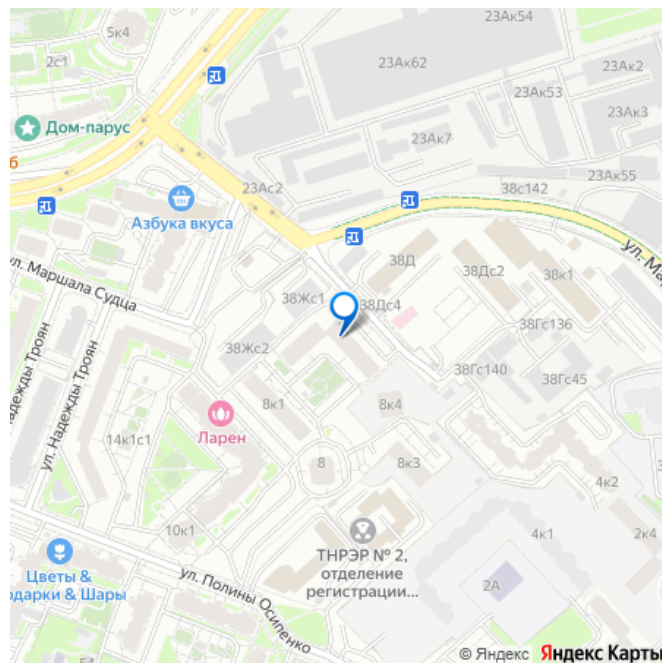 23Ак54
5к4
2с1
23Ак62
23Ак2
23Ак53
23Ак3
Дом-парус
23Ак7
б
23Ас2
23Ак55
38с142
Азбука вкуса
ул. Маршала Судца
38Д
38Дс2
38к1
ул. Ма
38Жс1
38Дс4
38Гс136
38Жс2
38Гс140
38Гс45
адежды Троян
ул. Надежды Троян
8к1
8к4
Ларен
14к1с1
8
8к3
4к2
10к1
4к1
2к4
ТНРЭР № 2,
отделение
регистрации...
ул. Полины Осипенко
Цветы &
одарки & Шары
2А
© Яндекс Яндекс Карты